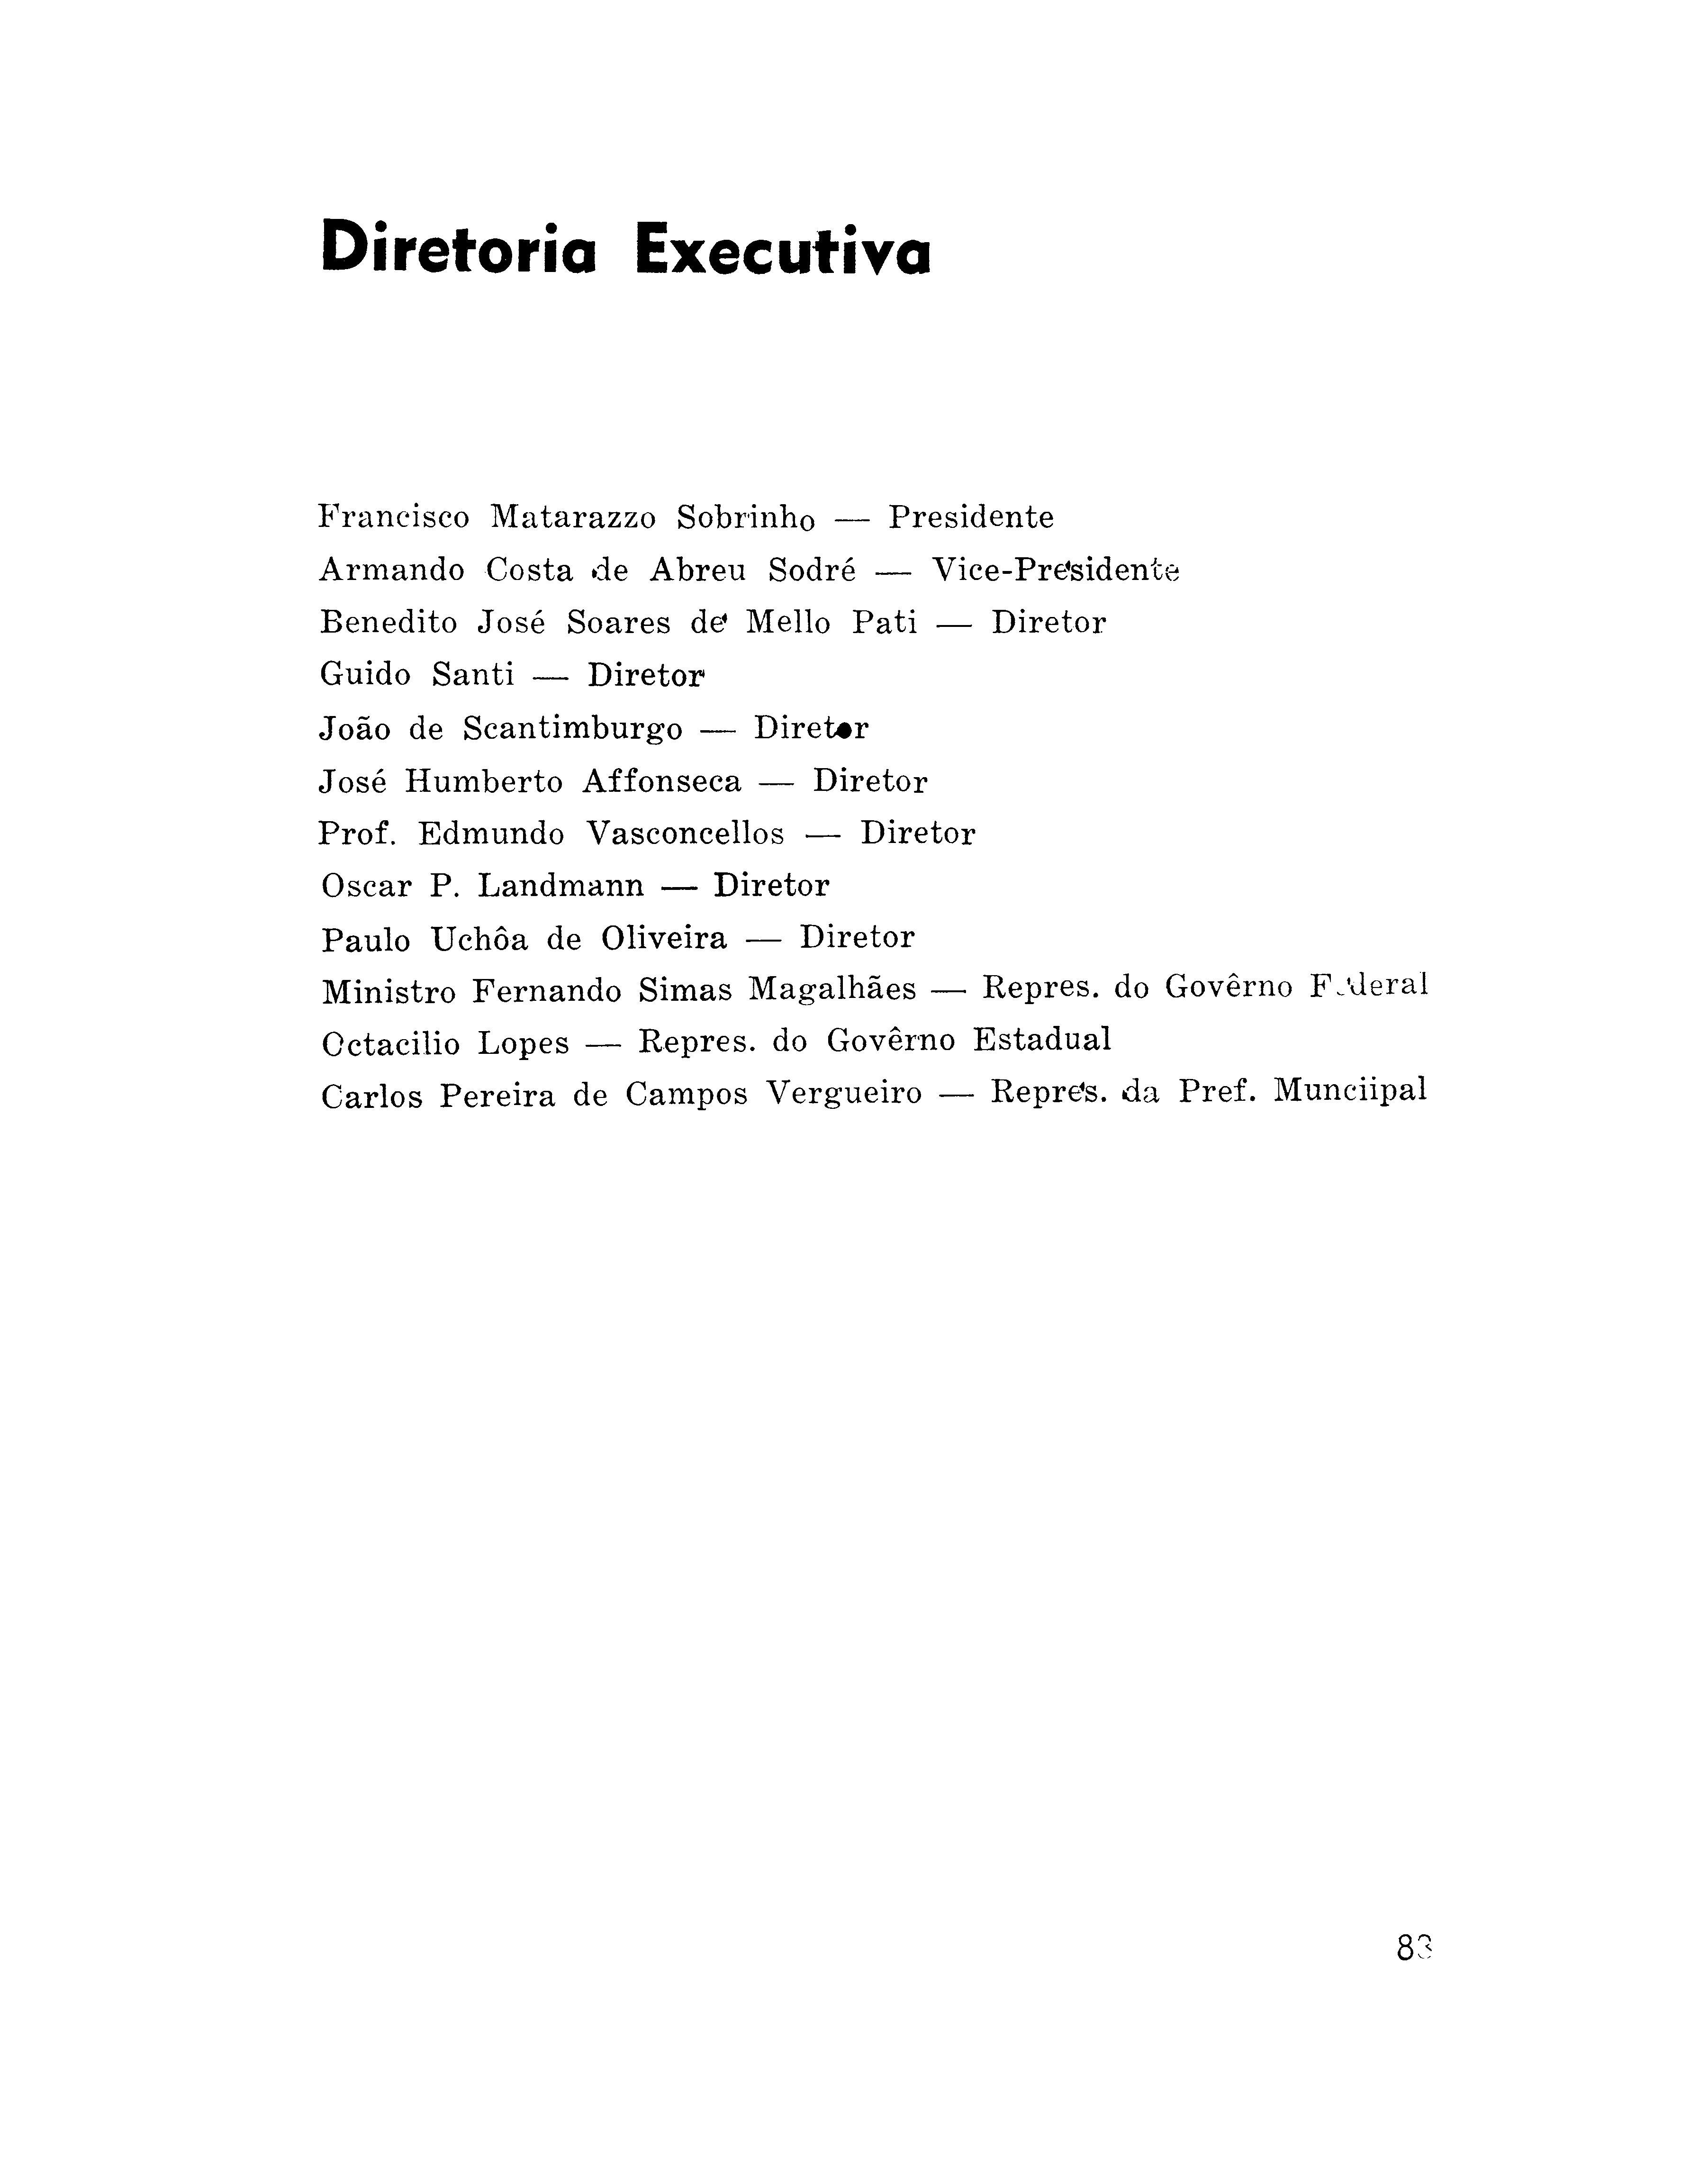 Diretoria Executiva
Francisco Matarazzo Sobrinho — Presidente
Armando Costa de Abreu Sodré — Vice-Presidente
Benedito José Soares de Mello Pati — Diretor
Guido Santi — Diretor
João de Scantimburgo — Diretor
José Humberto Affonseca — Diretor
Prof. Edmundo Vasconcellos — Diretor
Oscar P. Landmann — Diretor
Paulo Uchôa de Oliveira — Diretor
Ministro Fernando Simas Magalhães — Repres. do Govêrno Federal
Octacilio Lopes — Repres. do Govêrno Estadual
Carlos Pereira de Campos Vergueiro — Repres. da Pref. Munciipal
83